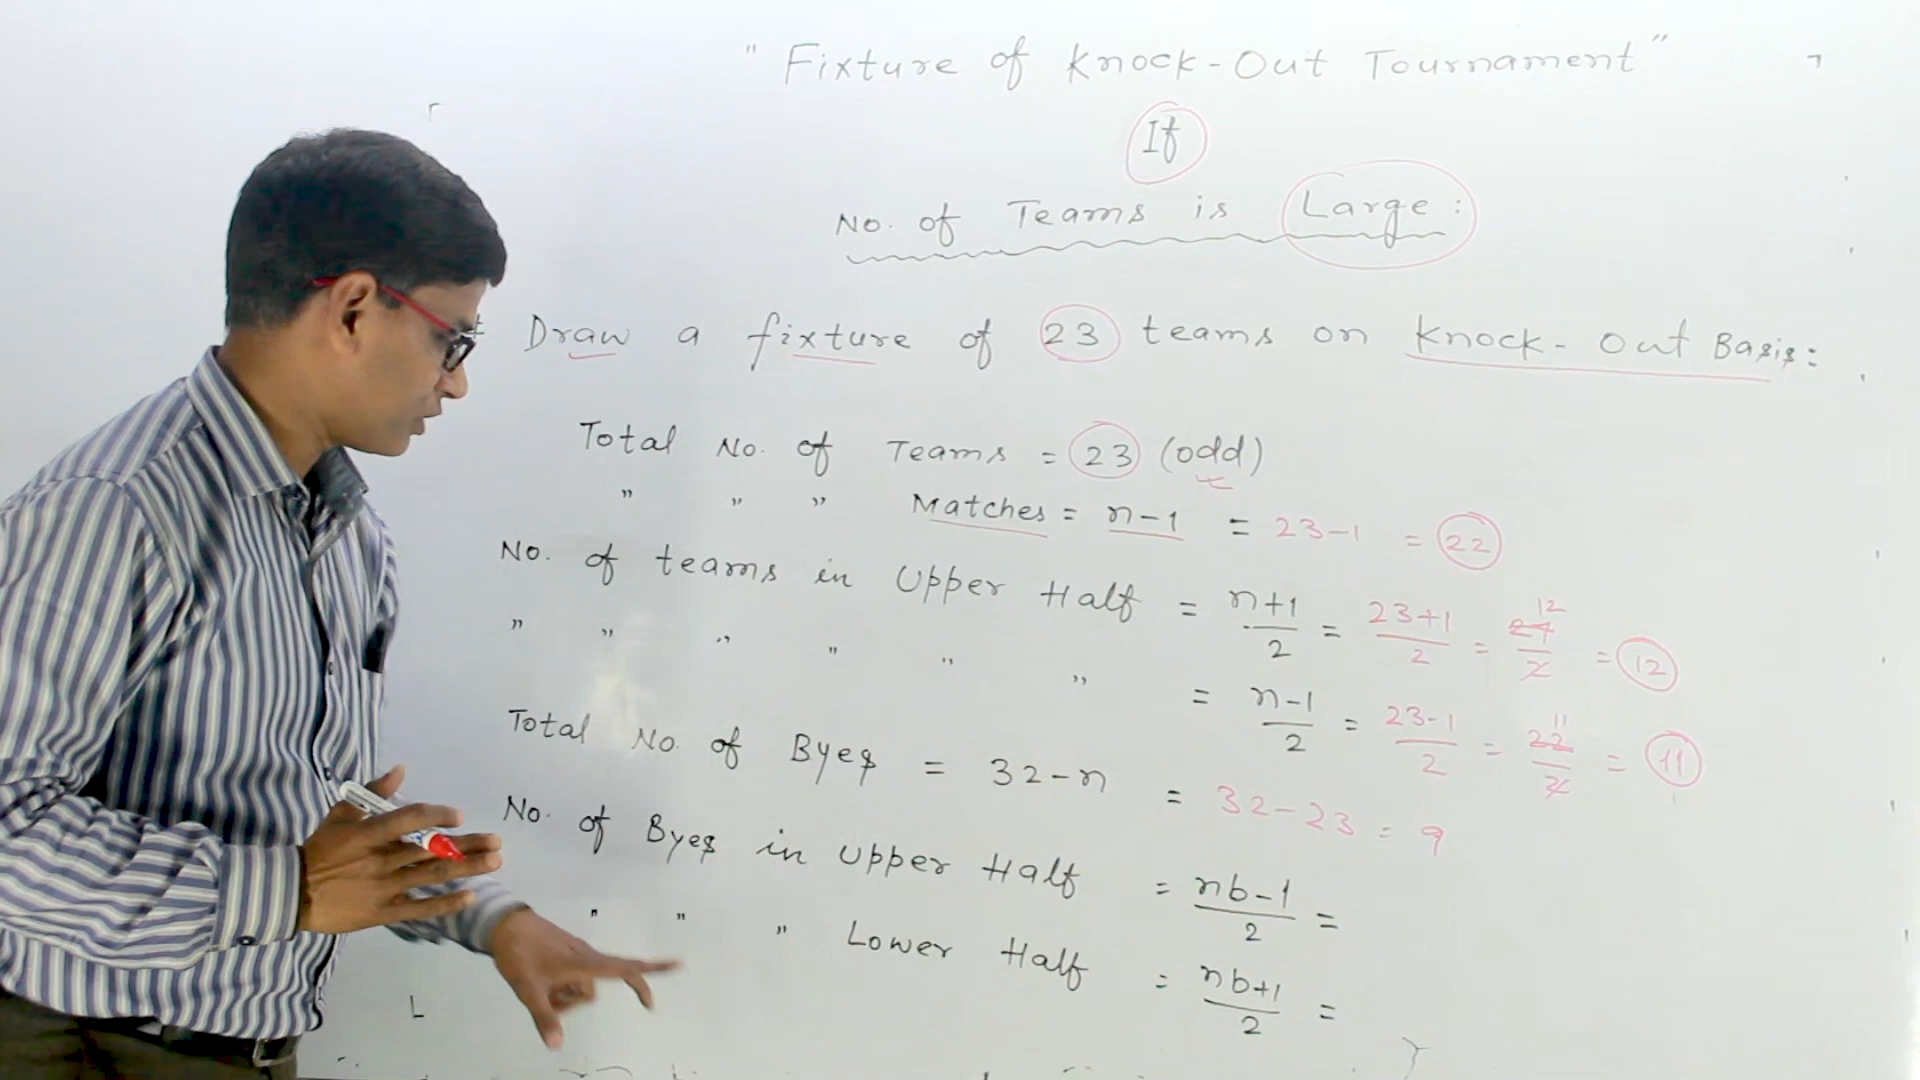 "Fixture of Knock-Out Tournament"
If
No. of Teams is Large:
Draw a fixture of 23 teams on Knock-Out Basis:
Total No. of Teams = 23 (odd)
" " " Matches = n-1 = 23-1 = 22
No. of teams in Upper Half = n+1/2 = 23+1/2 = 24/2 12 = 12
" " " " " " = n-1/2 = 23-1/2 = 22/2 11 = 11
Total No. of Byes = 32-n = 32-23 = 9
No. of Byes in Upper Half = nb-1/2 =
" " " Lower Half = nb+1/2 =